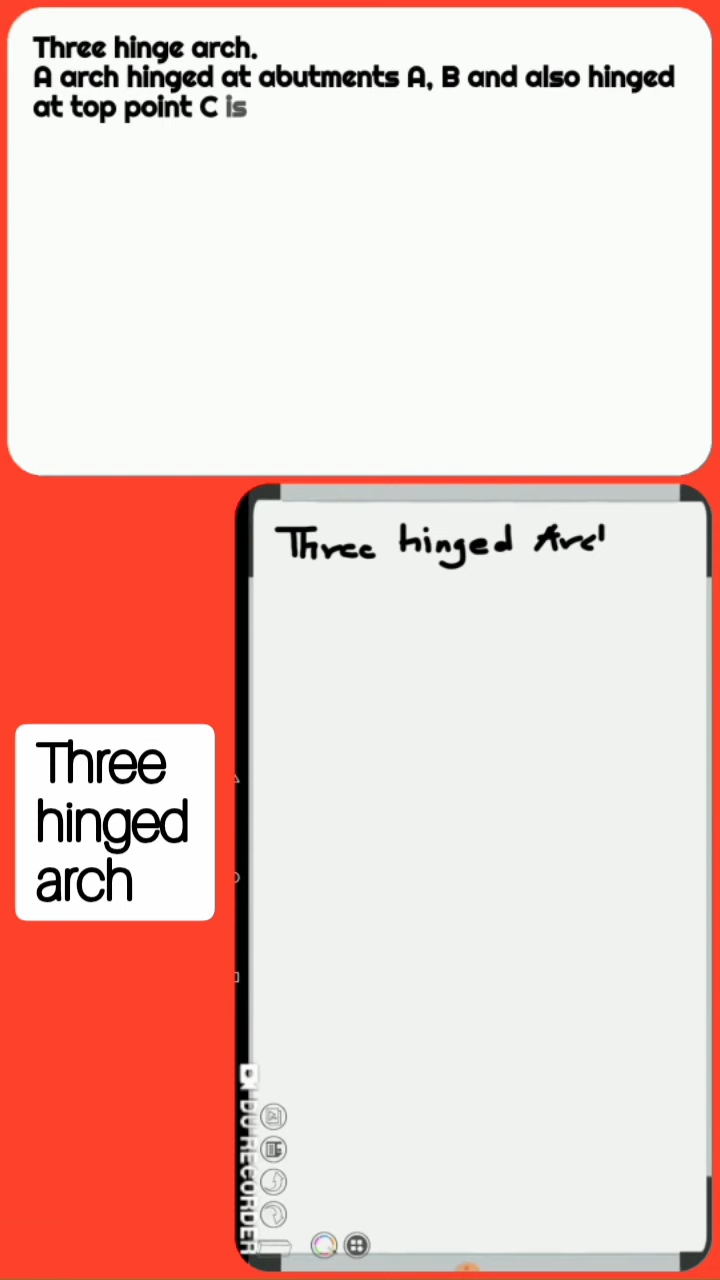 Three hinge arch.
A arch hinged at abutments A, B and also hinged
at top point C is
Three hinged Arc
Three
hinged
arch
DU RECORDER